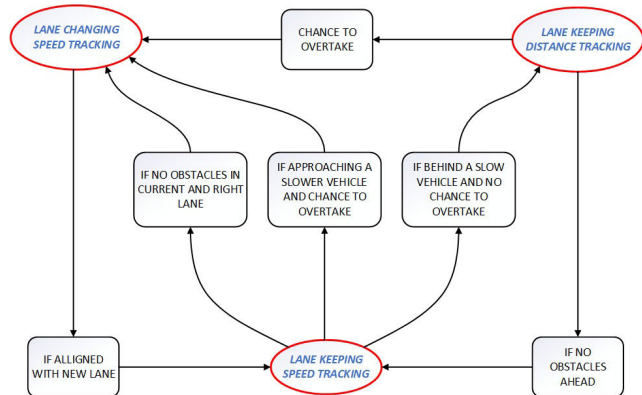 LANE CHANGING
SPEED TRACKING
CHANCE TO
OVERTAKE
LANE KEEPING
DISTANCE TRACKING
IF NO OBSTACLES IN
CURRENT AND RIGHT
LANE
IF APPROACHING A
SLOWER VEHICLE
AND CHANCE TO
OVERTAKE
IF BEHIND A SLOW
VEHICLE AND NO
CHANCE TO
OVERTAKE
IF ALLIGNED
WITH NEW LANE
LANE KEEPING
SPEED TRACKING
IF NO
OBSTACLES
AHEAD